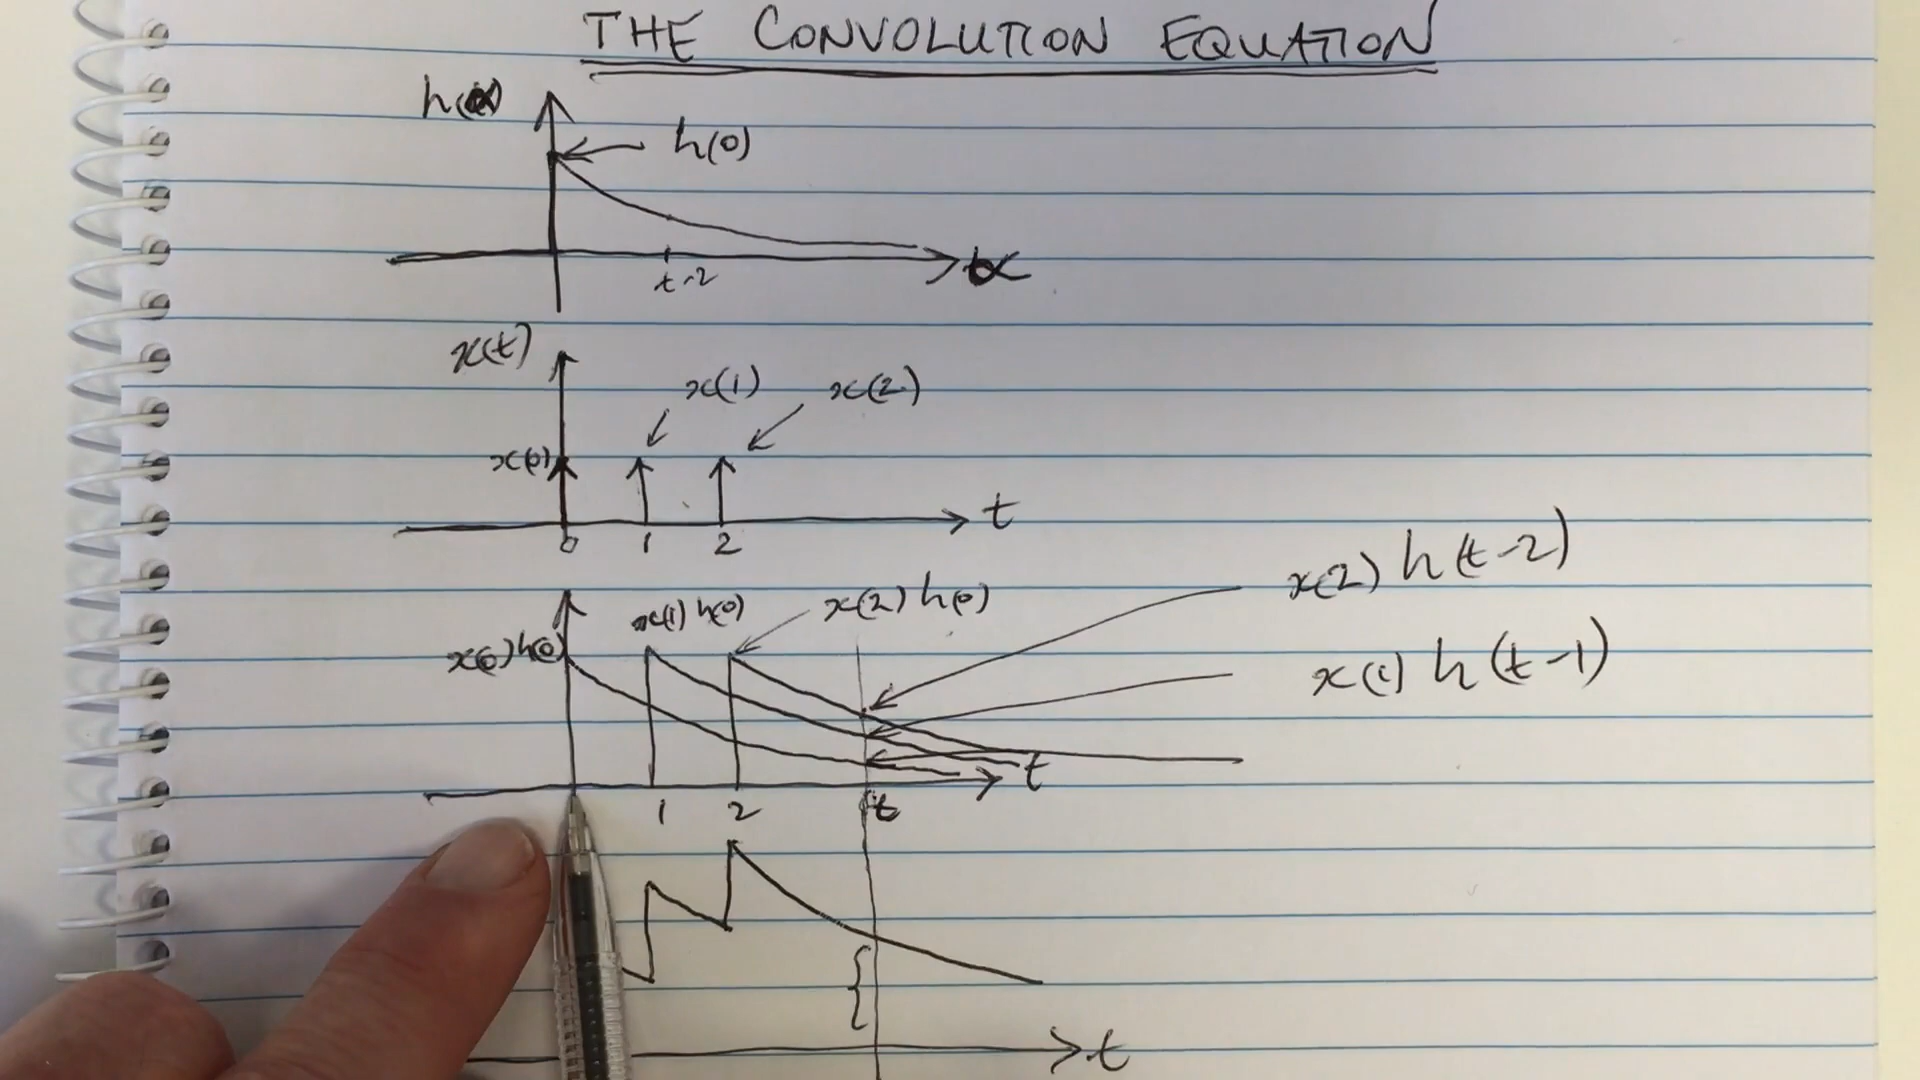 THE CONVOLUTION EQUATION
h(α)
h(0)
t-2
α
x(t)
x(1) x(2)
x(0)
t
0 1 2
x(2) h(t-2)
x(1) h(0) x(2) h(0)
x(0) h(0)
x(1) h(t-1)
t
1 2 t
t